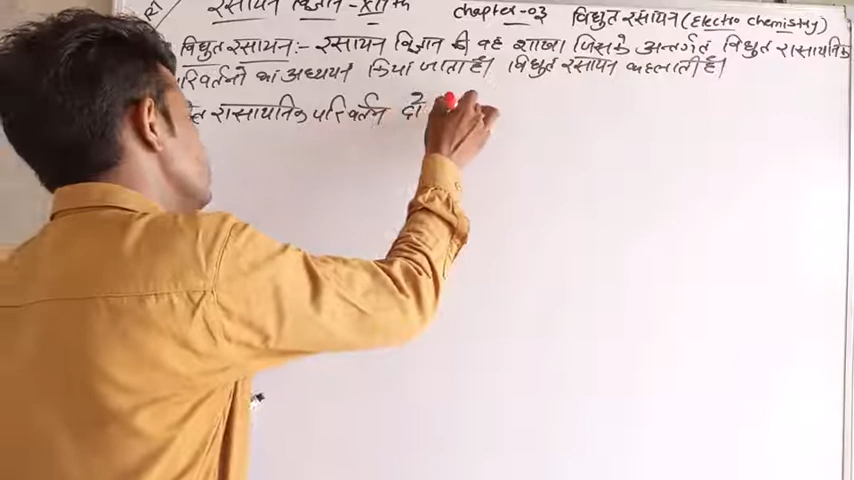 रसायन विज्ञान - XIIth chapter-03 विधुत रसायन (Electro chemistry)
विधुत रसायन:- रसायन विज्ञान की वह शाखा जिसके अन्तर्गत विधुत रासायनिक
परिवर्तनों का अध्ययन किया जाता है। विधुत रसायन कहलाती है।
रासायनिक परिवर्तन दो